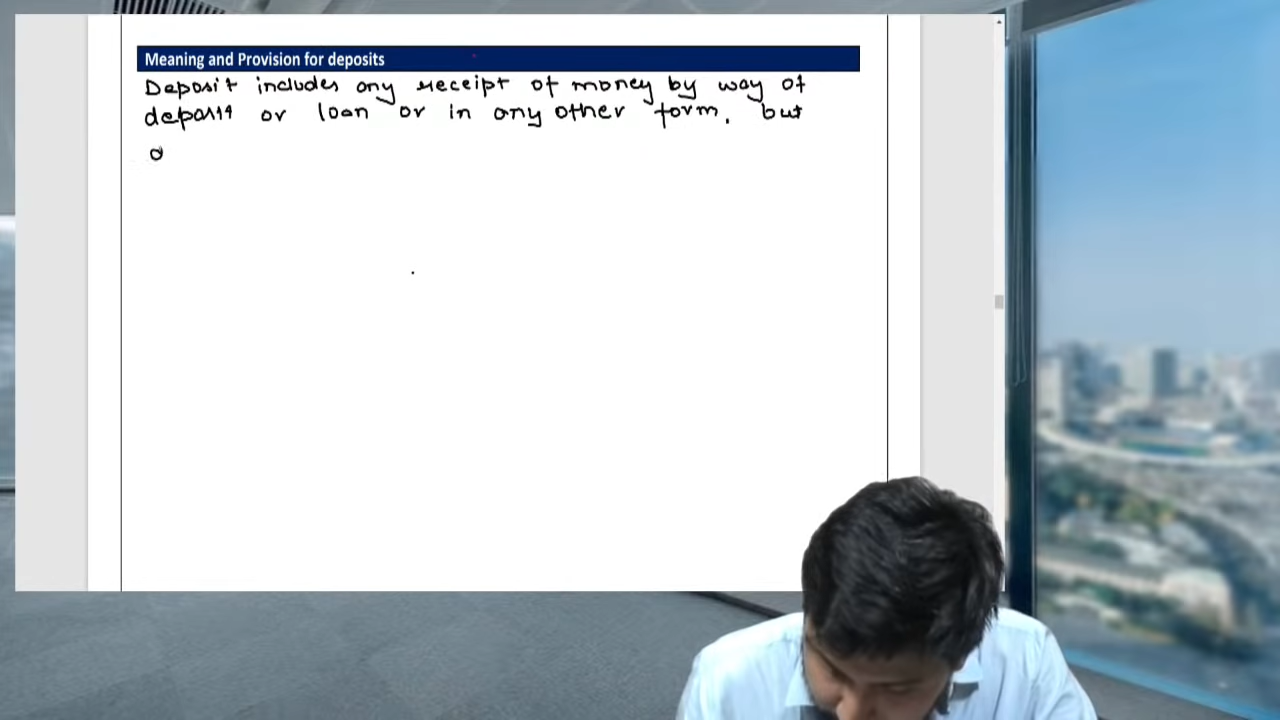 Meaning and Provision for deposits
Deposit includes any receipt of money by way of
deposit or loan or in any other form, but
d